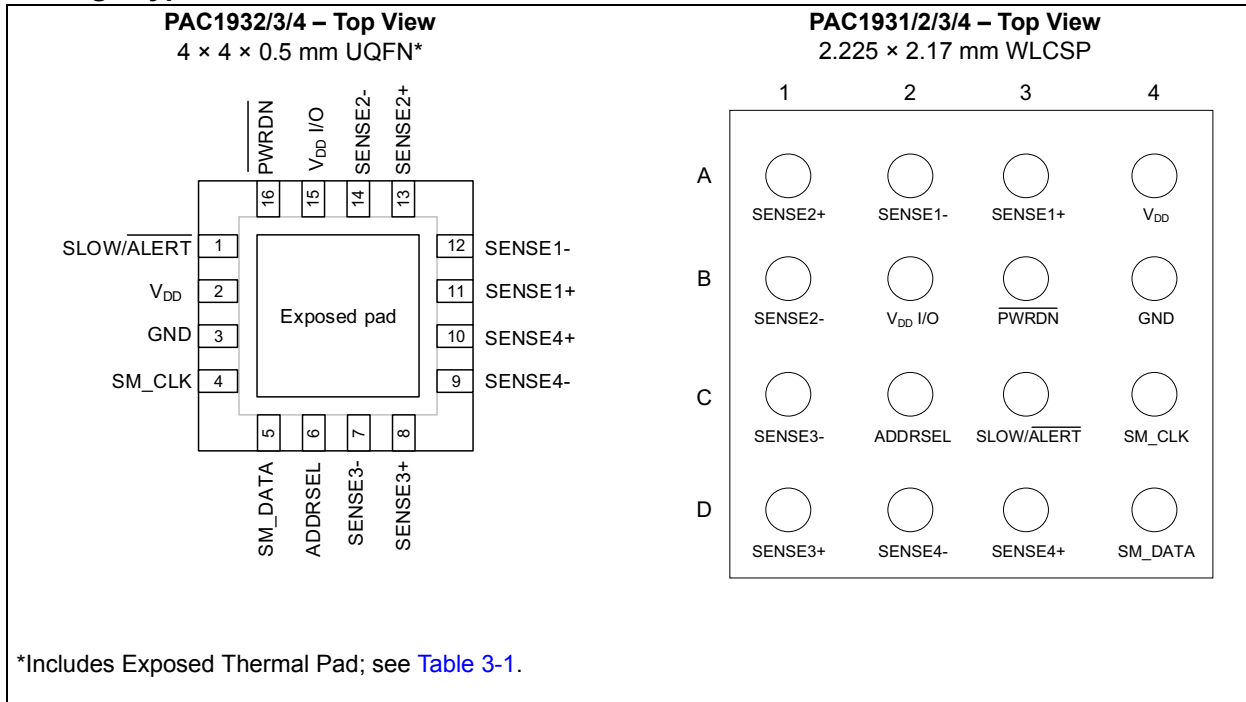 PAC1932/3/4 – Top View
4 × 4 × 0.5 mm UQFN*
PWRDN
VDD I/O
SENSE2-
SENSE2+
16
15
14
13
SLOW/ALERT 1
VDD 2
GND 3
SM_CLK 4
Exposed pad
12 SENSE1-
11 SENSE1+
10 SENSE4+
9 SENSE4-
5
6
7
8
SM_DATA
ADDRSEL
SENSE3-
SENSE3+
PAC1931/2/3/4 – Top View
2.225 × 2.17 mm WLCSP
1 2 3 4
A
SENSE2+ SENSE1- SENSE1+ VDD
B
SENSE2- VDD I/O PWRDN GND
C
SENSE3- ADDRSEL SLOW/ALERT SM_CLK
D
SENSE3+ SENSE4- SENSE4+ SM_DATA
*Includes Exposed Thermal Pad; see Table 3-1.